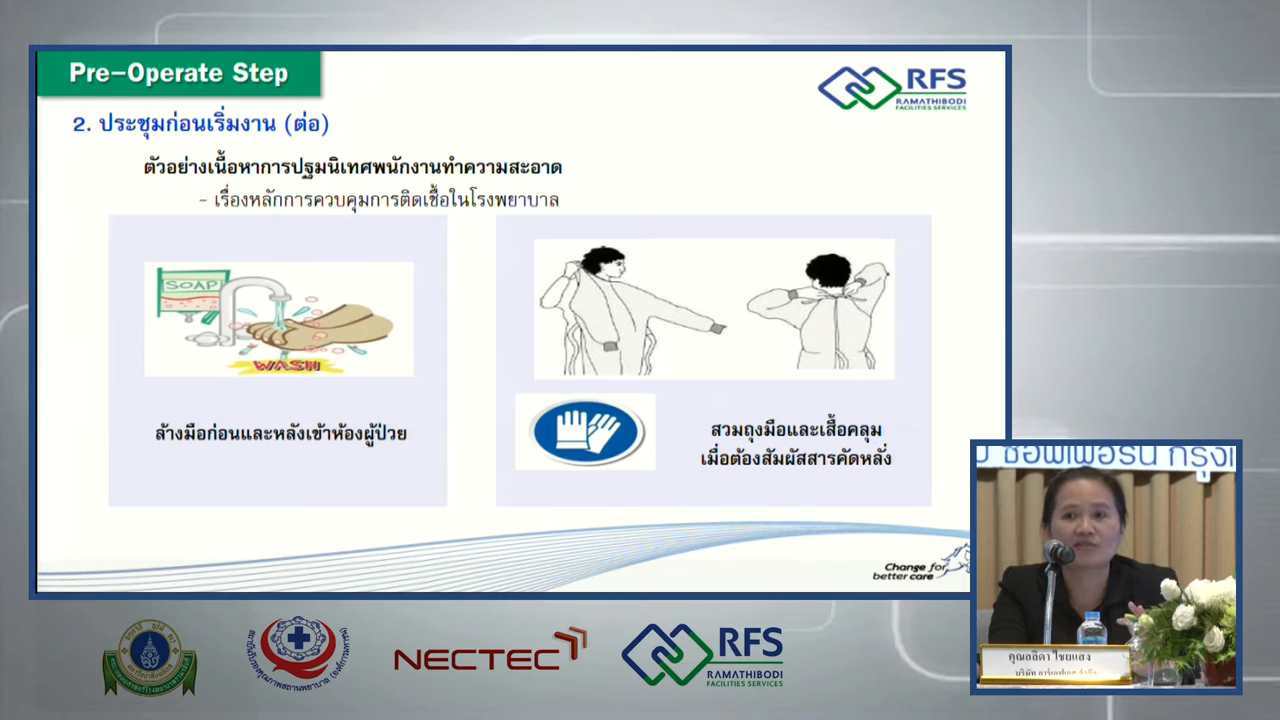 Pre-Operate Step
RFS
RAMATHIBODI
FACILITIES SERVICES
2. ประชุมก่อนเริ่มงาน (ต่อ)
ตัวอย่างเนื้อหาการปฐมนิเทศพนักงานทำความสะอาด
- เรื่องหลักการควบคุมการติดเชื้อในโรงพยาบาล
SOAP
WASH
ล้างมือก่อนและหลังเข้าห้องผู้ป่วย
สวมถุงมือและเสื้อคลุม
เมื่อต้องสัมผัสสารคัดหลั่ง
Change for
better care
คุณลลิดา ไชยแสง
NECTEC
RFS
RAMATHIBODI
FACILITIES SERVICES